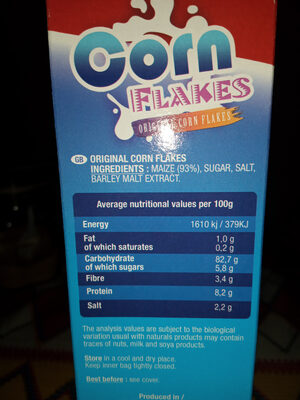 Corn
FLAKES
ORIGINAL CORN FLAKES
GB ORIGINAL CORN FLAKES
INGREDIENTS : MAIZE (93%), SUGAR, SALT,
BARLEY MALT EXTRACT.
Average nutritional values per 100g
Energy 1610 kj / 379KJ
Fat 1,0 g
of which saturates 0,2 g
Carbohydrate 82,7 g
of which sugars 5,8 g
Fibre 3,4 g
Protein 8,2 g
Salt 2,2 g
The analysis values are subject to the biological
variation usual with naturals products may contain
traces of nuts, milk and soya products.
Store in a cool and dry place.
Keep inner bag tightly closed.
Best before : see cover.
Produced in /